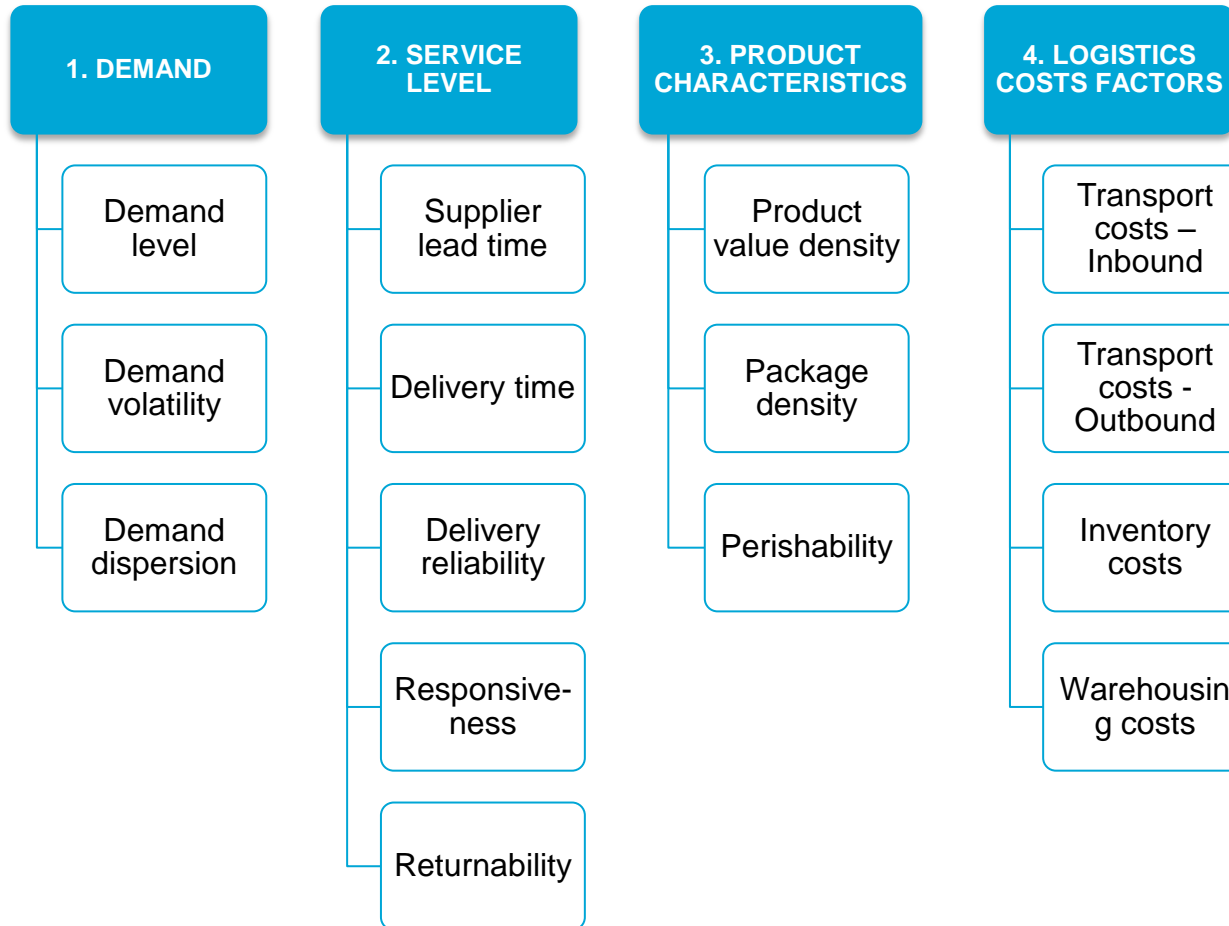 1. DEMAND
Demand
level
Demand
volatility
Demand
dispersion
2. SERVICE
LEVEL
Supplier
lead time
Delivery time
Delivery
reliability
Responsive-
ness
Returnability
3. PRODUCT
CHARACTERISTICS
Product
value density
Package
density
Perishability
4. LOGISTICS
COSTS FACTORS
Transport
costs –
Inbound
Transport
costs -
Outbound
Inventory
costs
Warehousin
g costs